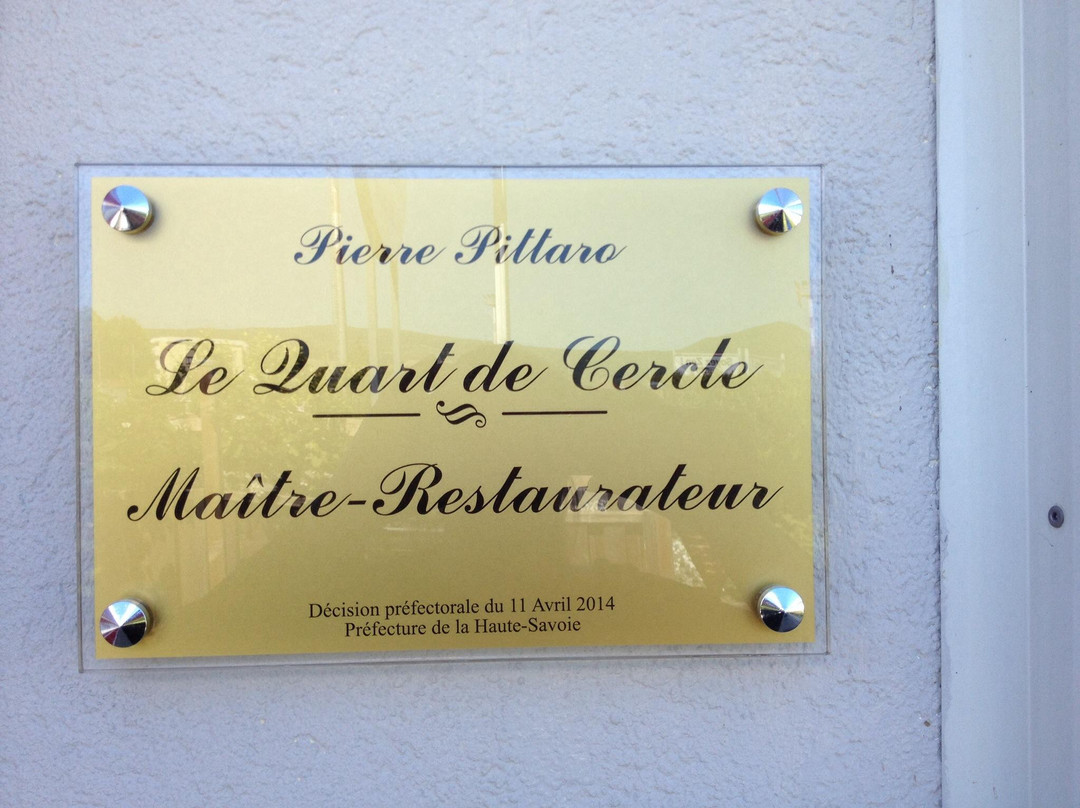 Pierre Pittaro
Le Quart de Cercle
Maître-Restaurateur
Décision préfectorale du 11 Avril 2014
Préfecture de la Haute-Savoie